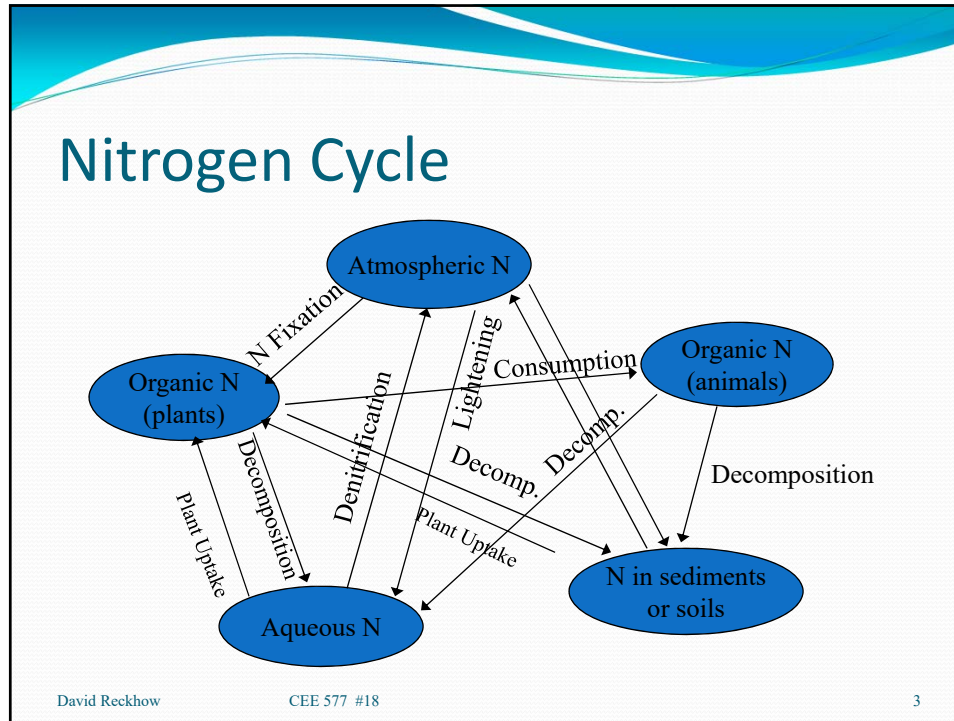 Nitrogen Cycle
Atmospheric N
N Fixation
Lightening
Consumption
Organic N
(animals)
Organic N
(plants)
Denitrification
Decomp.
Decomp.
Decomposition
Decomposition
Plant Uptake
Plant Uptake
N in sediments
or soils
Aqueous N
David Reckhow
CEE 577 #18
3